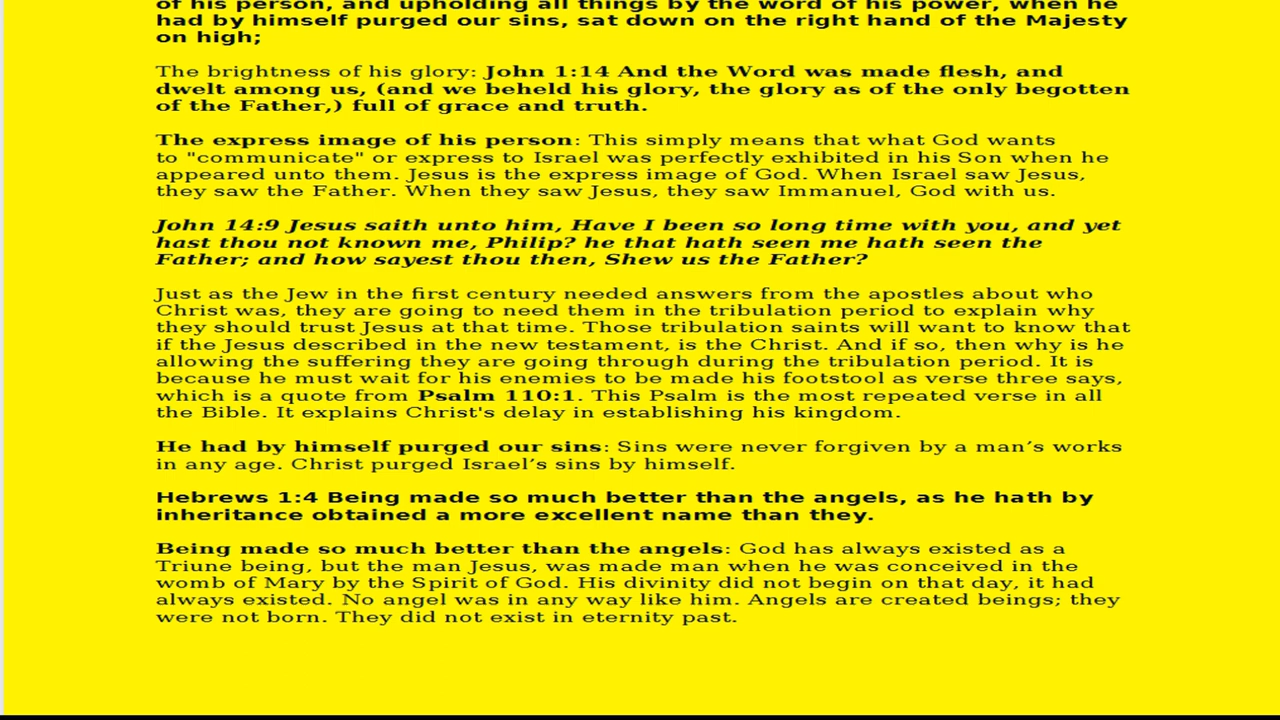 of his person, and upholding all things by the word of his power, when he
had by himself purged our sins, sat down on the right hand of the Majesty
on high;
The brightness of his glory: John 1:14 And the Word was made flesh, and
dwelt among us, (and we beheld his glory, the glory as of the only begotten
of the Father,) full of grace and truth.
The express image of his person: This simply means that what God wants
to "communicate" or express to Israel was perfectly exhibited in his Son when he
appeared unto them. Jesus is the express image of God. When Israel saw Jesus,
they saw the Father. When they saw Jesus, they saw Immanuel, God with us.
John 14:9 Jesus saith unto him, Have I been so long time with you, and yet
hast thou not known me, Philip? he that hath seen me hath seen the
Father; and how sayest thou then, Shew us the Father?
Just as the Jew in the first century needed answers from the apostles about who
Christ was, they are going to need them in the tribulation period to explain why
they should trust Jesus at that time. Those tribulation saints will want to know that
if the Jesus described in the new testament, is the Christ. And if so, then why is he
allowing the suffering they are going through during the tribulation period. It is
because he must wait for his enemies to be made his footstool as verse three says,
which is a quote from Psalm 110:1. This Psalm is the most repeated verse in all
the Bible. It explains Christ's delay in establishing his kingdom.
He had by himself purged our sins: Sins were never forgiven by a man’s works
in any age. Christ purged Israel’s sins by himself.
Hebrews 1:4 Being made so much better than the angels, as he hath by
inheritance obtained a more excellent name than they.
Being made so much better than the angels: God has always existed as a
Triune being, but the man Jesus, was made man when he was conceived in the
womb of Mary by the Spirit of God. His divinity did not begin on that day, it had
always existed. No angel was in any way like him. Angels are created beings; they
were not born. They did not exist in eternity past.